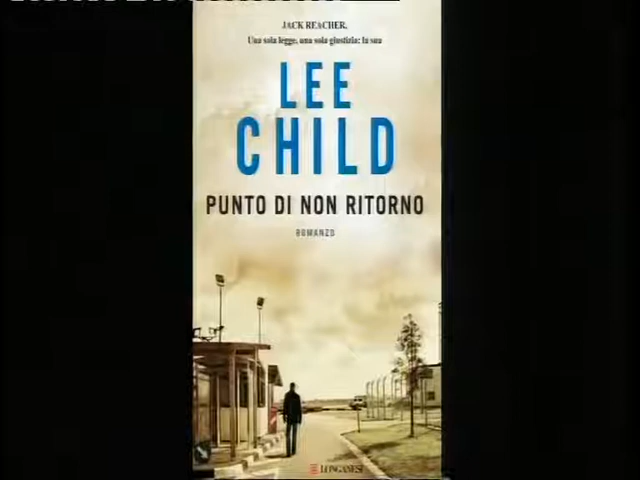 JACK REACHER.
Una sola legge, una sola giustizia: la sua
LEE
CHILD
PUNTO DI NON RITORNO
ROMANZO
LONGANESI